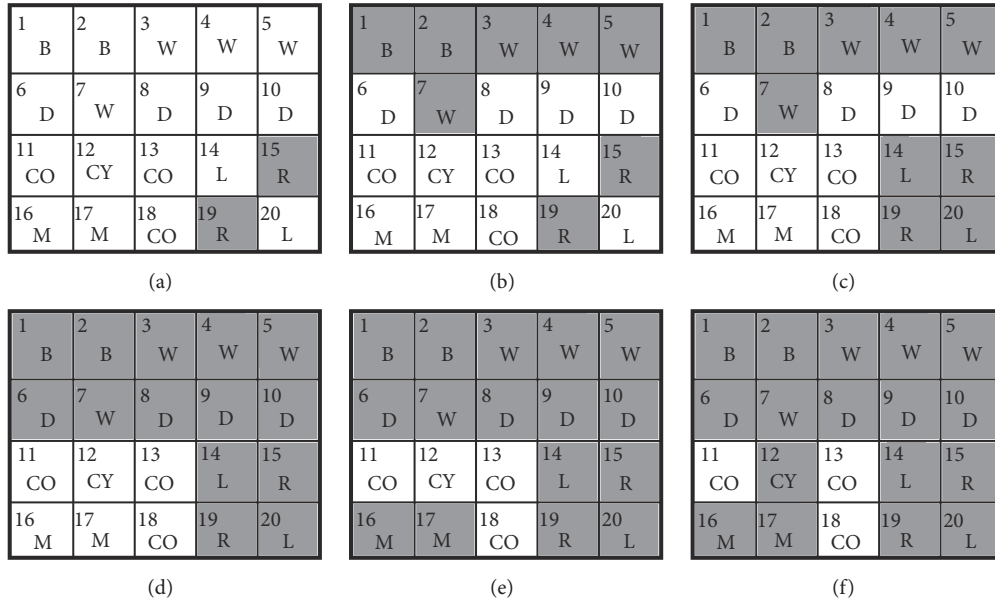 1 2 3 4 5
B B W W W
6 7 8 9 10
D W D D D
11 12 13 14 15
CO CY CO L R
16 17 18 19 20
M M CO R L
(a)
1 2 3 4 5
B B W W W
6 7 8 9 10
D W D D D
11 12 13 14 15
CO CY CO L R
16 17 18 19 20
M M CO R L
(b)
1 2 3 4 5
B B W W W
6 7 8 9 10
D W D D D
11 12 13 14 15
CO CY CO L R
16 17 18 19 20
M M CO R L
(c)
1 2 3 4 5
B B W W W
6 7 8 9 10
D W D D D
11 12 13 14 15
CO CY CO L R
16 17 18 19 20
M M CO R L
(d)
1 2 3 4 5
B B W W W
6 7 8 9 10
D W D D D
11 12 13 14 15
CO CY CO L R
16 17 18 19 20
M M CO R L
(e)
1 2 3 4 5
B B W W W
6 7 8 9 10
D W D D D
11 12 13 14 15
CO CY CO L R
16 17 18 19 20
M M CO R L
(f)